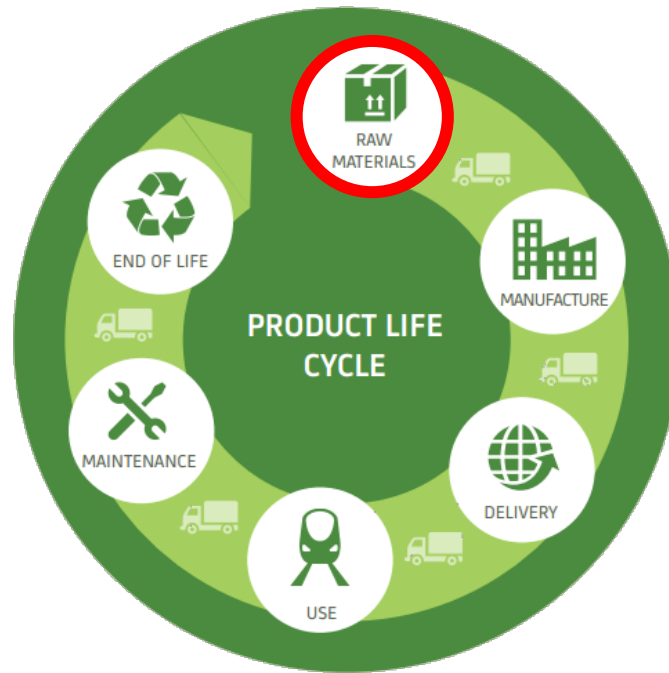 RAW
MATERIALS
MANUFACTURE
DELIVERY
USE
MAINTENANCE
END OF LIFE
PRODUCT LIFE
CYCLE